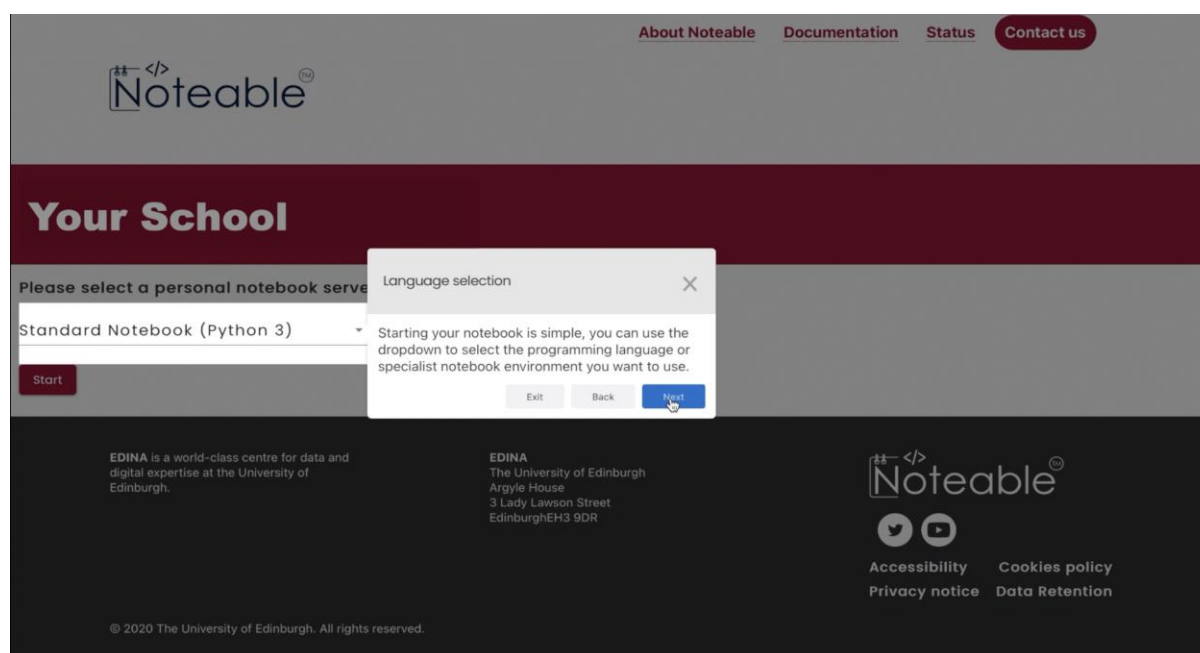 About Noteable Documentation Status Contact us
</>
Noteable TM
Your School
Please select a personal notebook serve
Standard Notebook (Python 3)
Start
Language selection
Starting your notebook is simple, you can use the
dropdown to select the programming language or
specialist notebook environment you want to use.
Exit Back Next
EDINA is a world-class centre for data and
digital expertise at the University of
Edinburgh.
EDINA
The University of Edinburgh
Argyle House
3 Lady Lawson Street
EdinburghEH3 9DR
</>
Noteable TM
Accessibility Cookies policy
Privacy notice Data Retention
© 2020 The University of Edinburgh. All rights reserved.